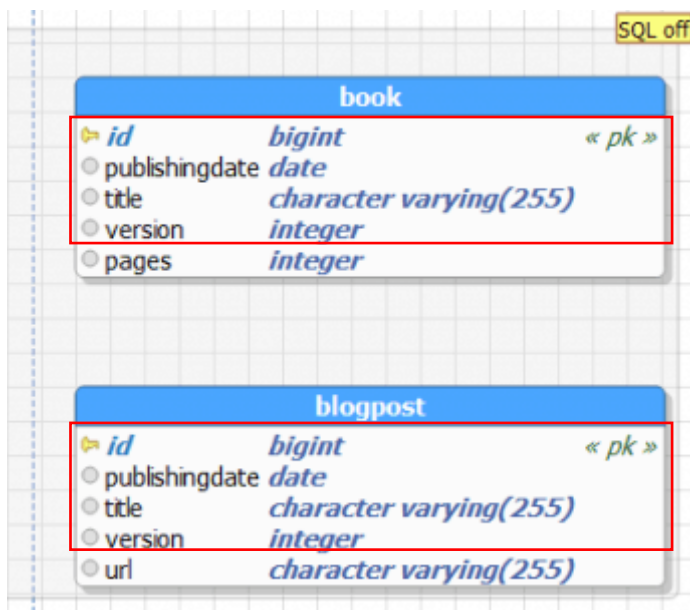 SQL off
book
id bigint « pk »
publishingdate date
title character varying(255)
version integer
pages integer
blogpost
id bigint « pk »
publishingdate date
title character varying(255)
version integer
url character varying(255)